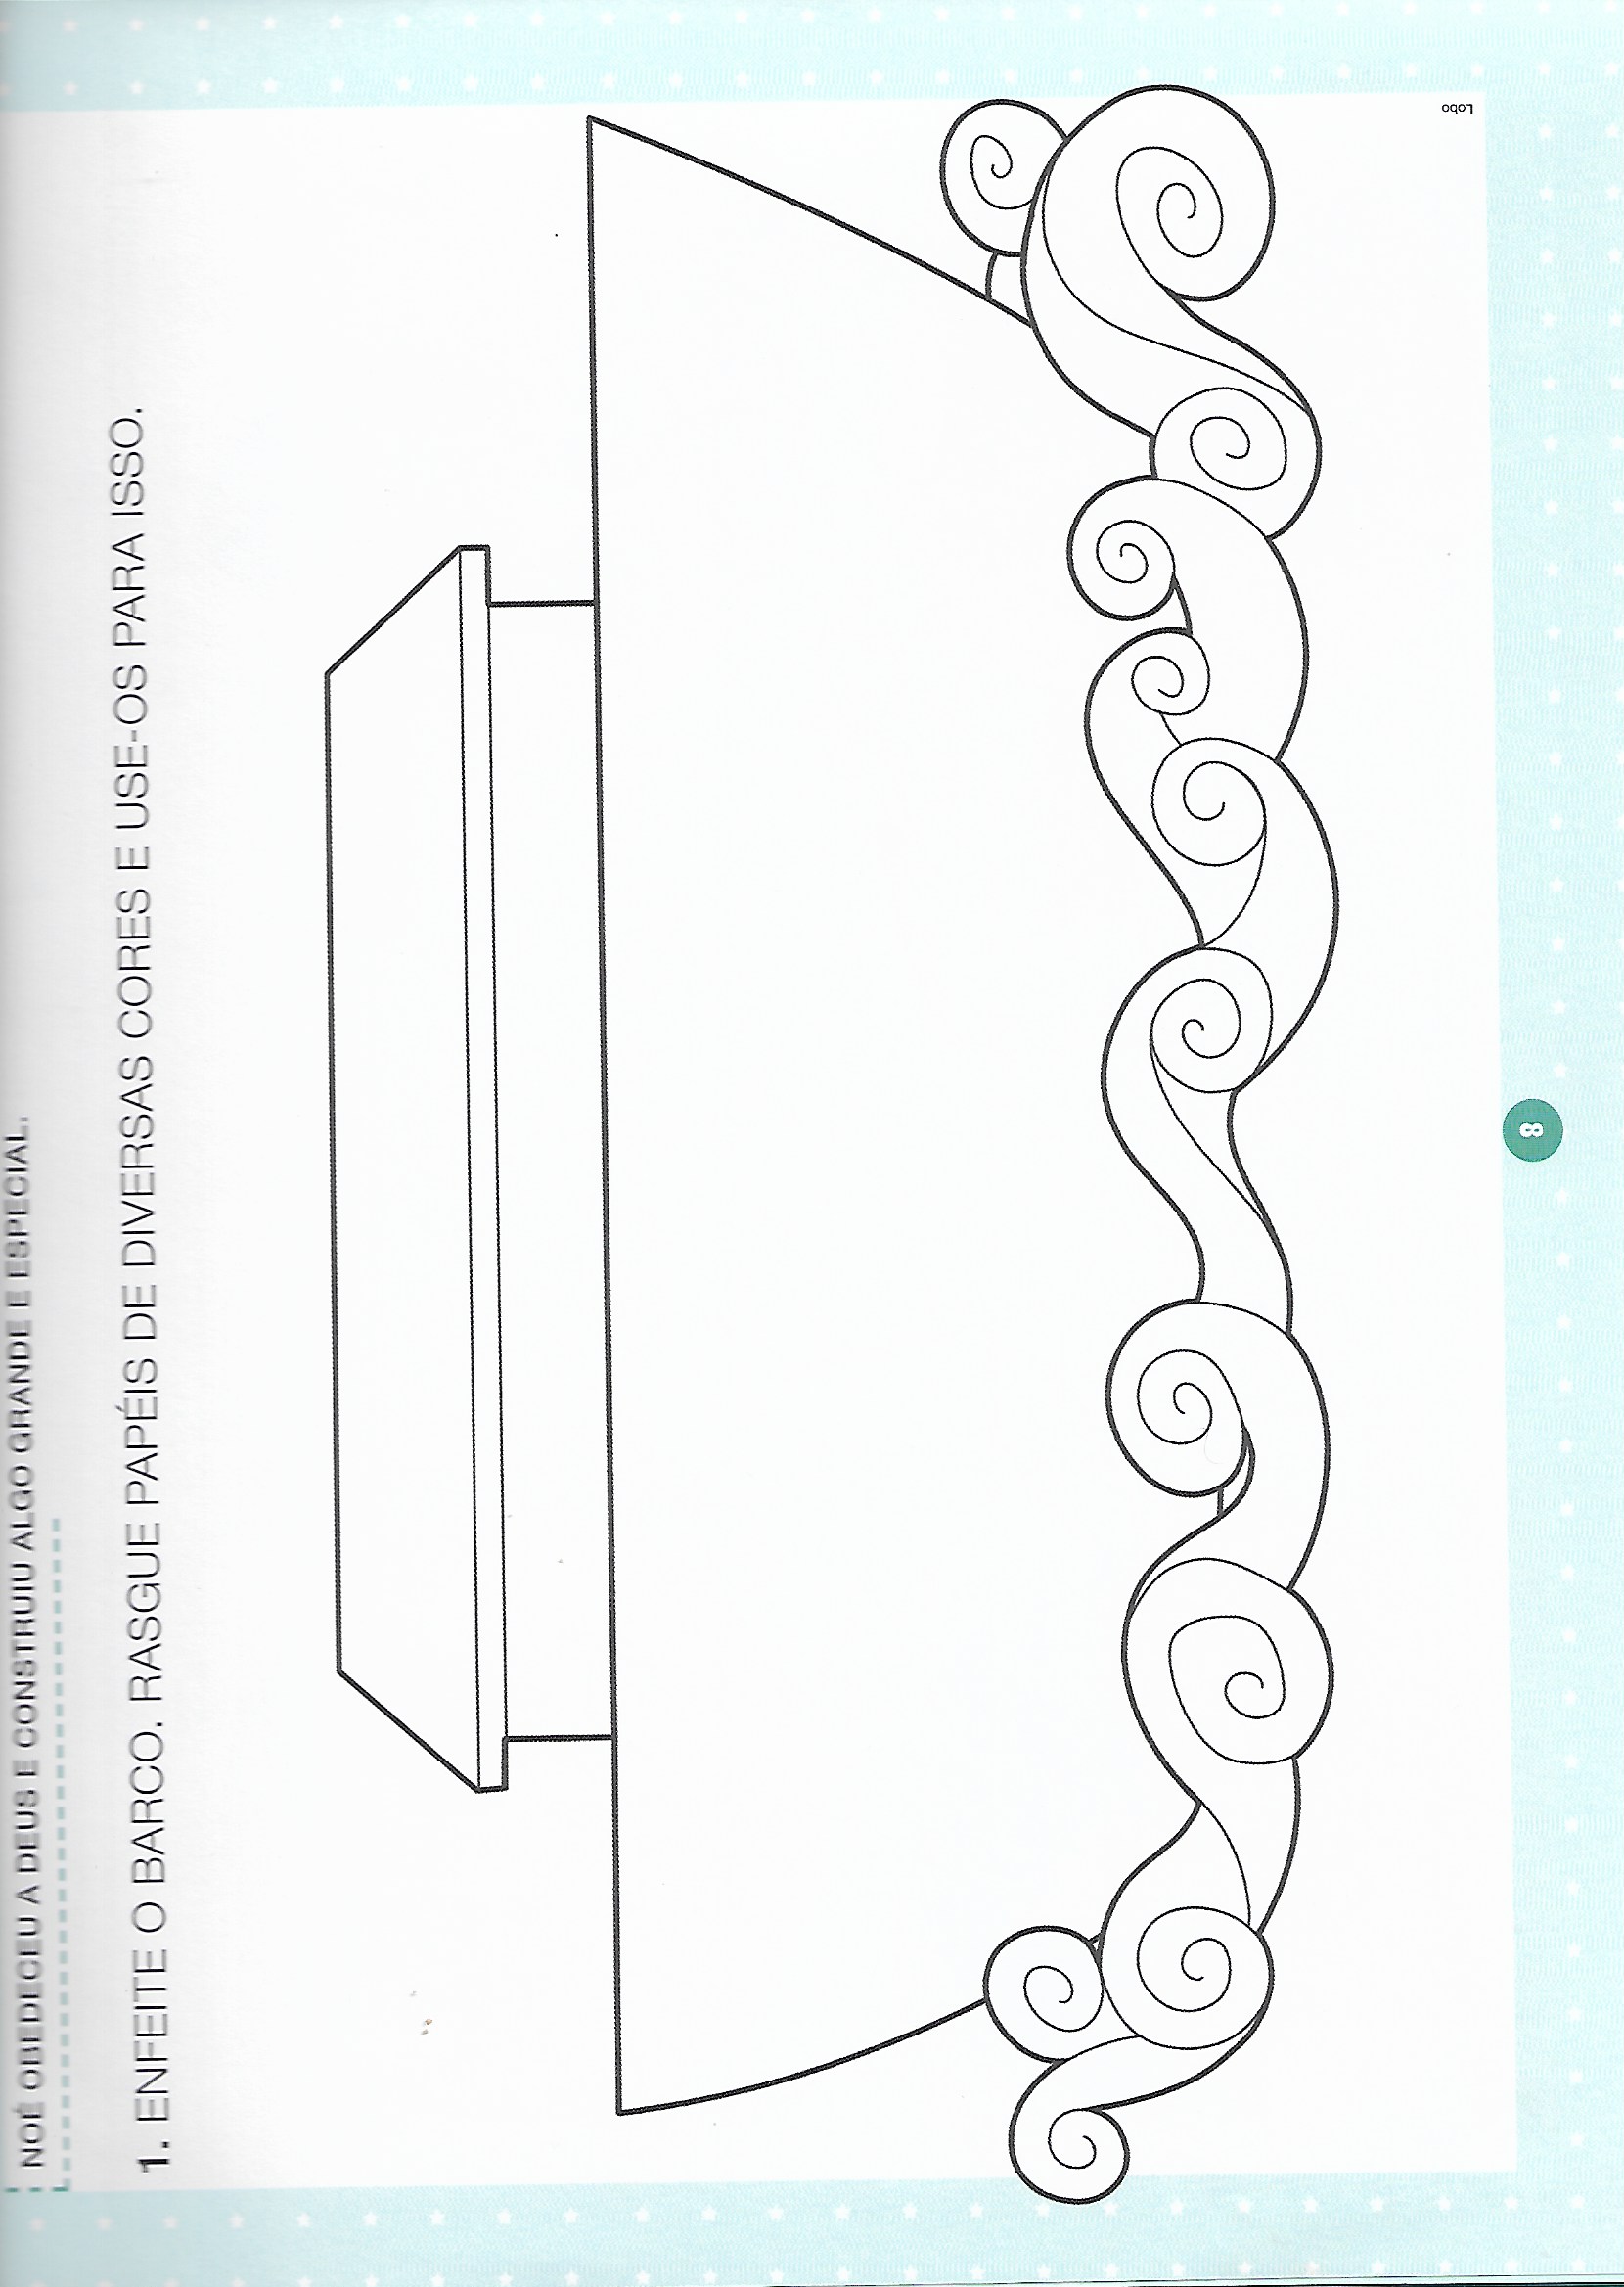 NOÉ OBEDECEU A DEUS E CONSTRUIU ALGO GRANDE E ESPECIAL.
1. ENFEITE O BARCO. RASGUE PAPÉIS DE DIVERSAS CORES E USE-OS PARA ISSO.
Lobo
8